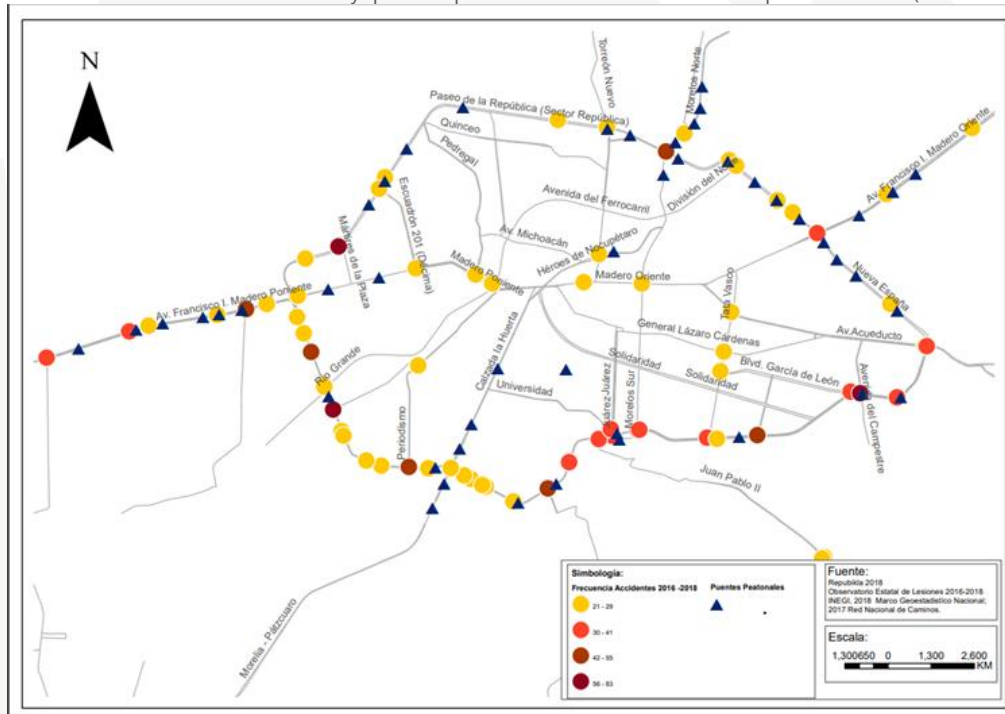 N
Torreón Nuevo
Morelos Norte
Paseo de la República (Sector República)
Quinceo
Pedregal
Av. Francisco I. Madero Oriente
División del Norte
Escuadrón 201 (Décima)
Avenida del Ferrocarril
Mártires de la Plaza
Av. Michoacán
Héroes de Nocupétaro
Madero Poniente
Madero Oriente
Av. Francisco I. Madero Poniente
Nueva España
Tata Vasco
Av.Acueducto
General Lázaro Cárdenas
Calzada la Huerta
Solidaridad
Blvd. García de León
Río Grande
Solidaridad
Universidad
Juárez-Juárez
Morelos Sur
Avenida del Campestre
Periodismo
Juan Pablo II
Morelia - Pátzcuaro
Simbología:
Frecuencia Accidentes 2016 -2018
Puentes Peatonales
21 - 29
30 - 41
42 - 55
56 - 83
Fuente:
Repubikla 2018
Observatorio Estatal de Lesiones 2016-2018
INEGI, 2018 Marco Geoestadístico Nacional;
2017 Red Nacional de Caminos.
Escala:
1,300650 0 1,300 2,600
KM